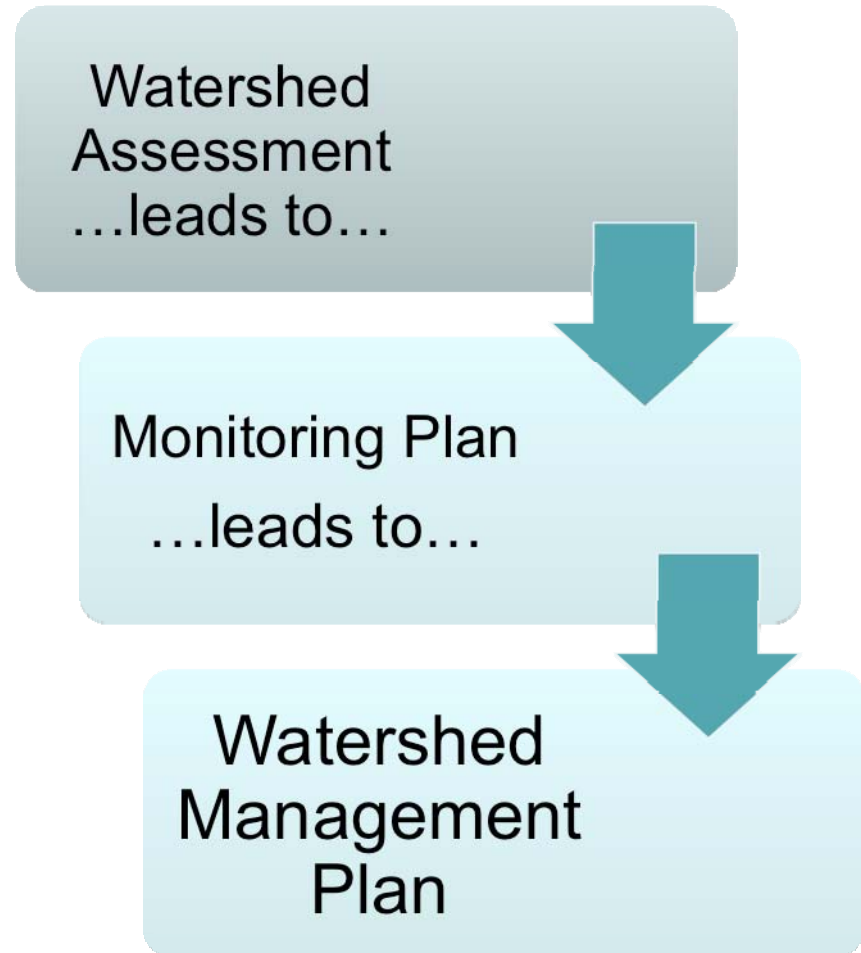 Watershed
Assessment
…leads to…
Monitoring Plan
…leads to…
Watershed
Management
Plan